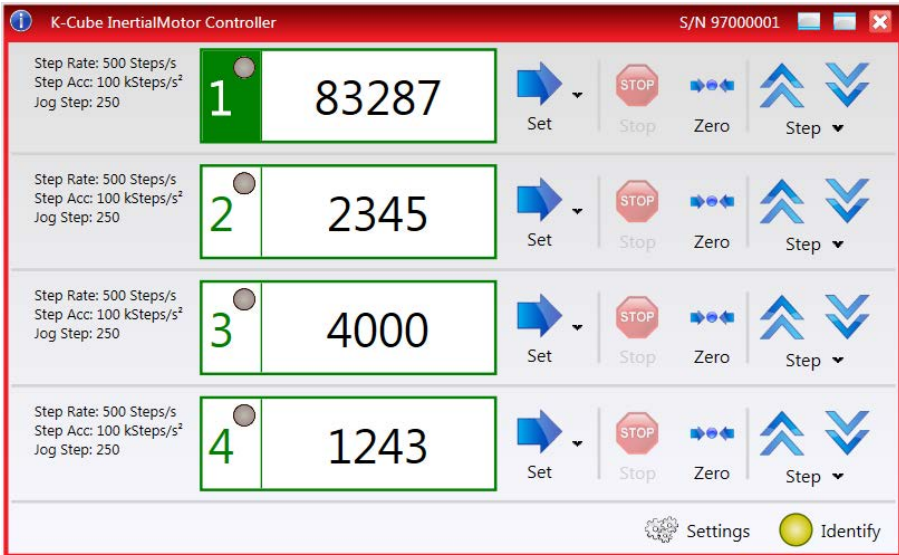 K-Cube InertialMotor Controller S/N 97000001
Step Rate: 500 Steps/s
Step Acc: 100 kSteps/s²
Jog Step: 250
1 83287
Set STOP Stop Zero Step
Step Rate: 500 Steps/s
Step Acc: 100 kSteps/s²
Jog Step: 250
2 2345
Set STOP Stop Zero Step
Step Rate: 500 Steps/s
Step Acc: 100 kSteps/s²
Jog Step: 250
3 4000
Set STOP Stop Zero Step
Step Rate: 500 Steps/s
Step Acc: 100 kSteps/s²
Jog Step: 250
4 1243
Set STOP Stop Zero Step
Settings Identify